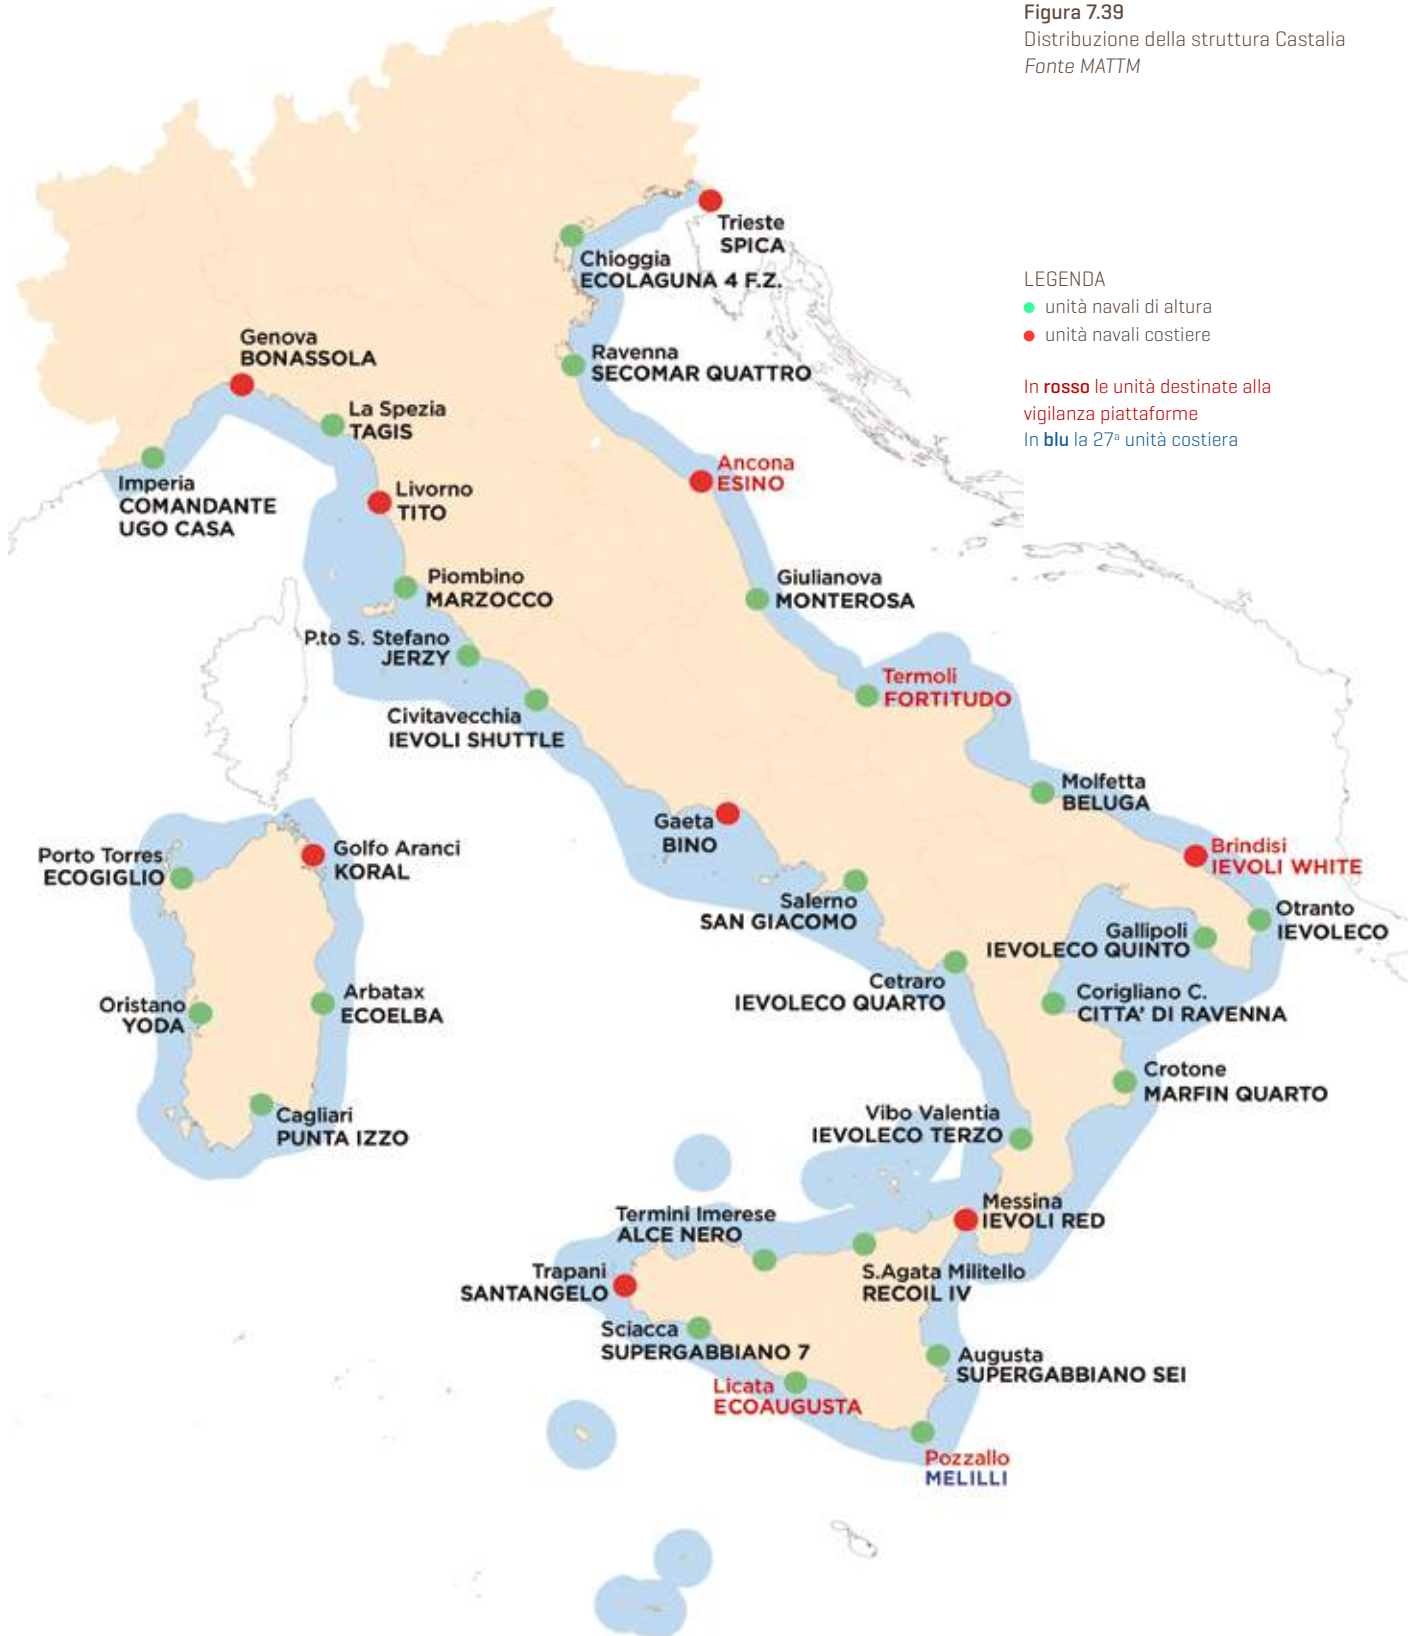 Figura 7.39
Distribuzione della struttura Castalia
Fonte MATTM
Trieste
SPICA
Chioggia
ECOLAGUNA 4 F.Z.
LEGENDA
unità navali di altura
unità navali costiere
In rosso le unità destinate alla
vigilanza piattaforme
In blu la 27ª unità costiera
Genova
BONASSOLA
Ravenna
SECOMAR QUATTRO
La Spezia
TAGIS
Ancona
ESINO
Imperia
COMANDANTE
UGO CASA
Livorno
TITO
Piombino
MARZOCCO
Giulianova
MONTEROSA
P.to S. Stefano
JERZY
Termoli
FORTITUDO
Civitavecchia
IEVOLI SHUTTLE
Molfetta
BELUGA
Gaeta
BINO
Brindisi
IEVOLI WHITE
Porto Torres
ECOGIGLIO
Golfo Aranci
KORAL
Salerno
SAN GIACOMO
Otranto
IEVOLECO
Gallipoli
IEVOLECO QUINTO
Cetraro
IEVOLECO QUARTO
Oristano
YODA
Arbatax
ECOELBA
Corigliano C.
CITTA' DI RAVENNA
Crotone
MARFIN QUARTO
Cagliari
PUNTA IZZO
Vibo Valentia
IEVOLECO TERZO
Messina
IEVOLI RED
Termini Imerese
ALCE NERO
Trapani
SANTANGELO
S.Agata Militello
RECOIL IV
Sciacca
SUPERGABBIANO 7
Augusta
SUPERGABBIANO SEI
Licata
ECOAUGUSTA
Pozzallo
MELILLI